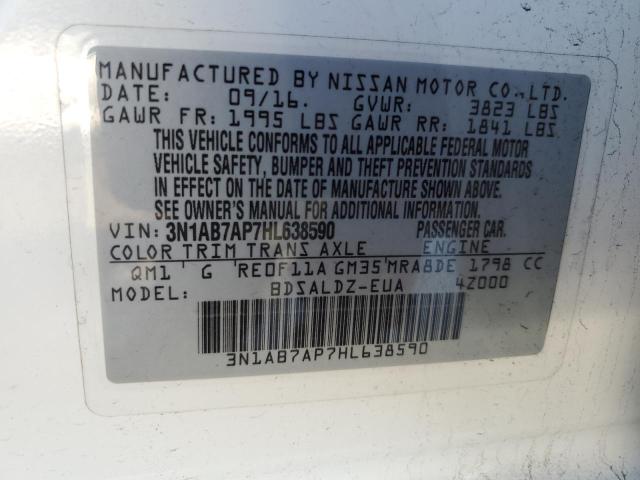 MANUFACTURED BY NISSAN MOTOR CO.,LTD.
DATE: 09/16. GVWR: 3823 LBS
GAWR FR: 1995 LBS GAWR RR: 1841 LBS
THIS VEHICLE CONFORMS TO ALL APPLICABLE FEDERAL MOTOR
VEHICLE SAFETY, BUMPER AND THEFT PREVENTION STANDARDS
IN EFFECT ON THE DATE OF MANUFACTURE SHOWN ABOVE.
SEE OWNER'S MANUAL FOR ADDITIONAL INFORMATION.
VIN: 3N1AB7AP7HL638590 PASSENGER CAR.
COLOR TRIM TRANS AXLE ENGINE
QM1 G RE0F11A GM35 MRA8DE 1798 CC
MODEL: BDSALDZ-EUA 4Z000
3N1AB7AP7HL638590